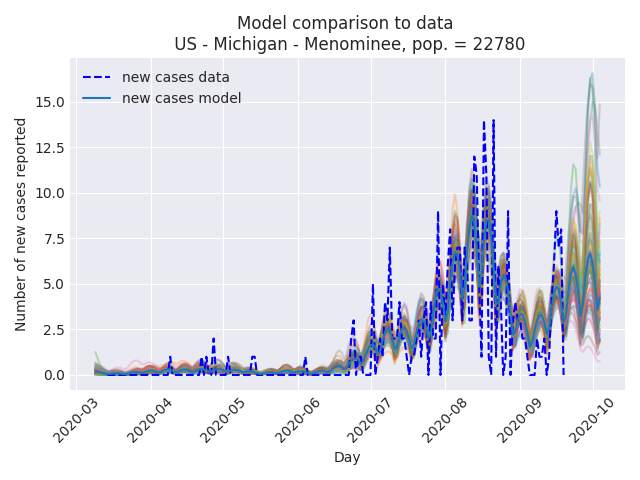 Model comparison to data
US - Michigan - Menominee, pop. = 22780
new cases data
new cases model
Number of new cases reported
15.0
12.5
10.0
7.5
5.0
2.5
0.0
2020-03
2020-04
2020-05
2020-06
2020-07
2020-08
2020-09
2020-10
Day